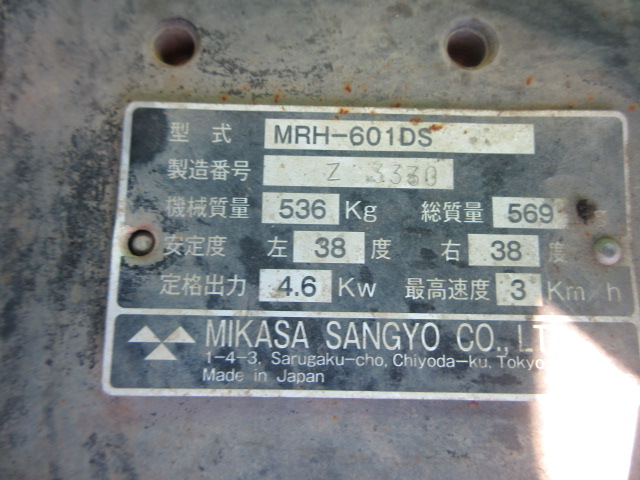 型式 MRH-601DS
製造番号 Z
機械質量 536 Kg 総質量 569
安定度 左 38 度 右 38 度
定格出力 4.6 Kw 最高速度 3 Km/h
MIKASA SANGYO CO.,
1-4-3, Sarugaku-cho, Chiyoda-ku, Tokyo
Made in Japan